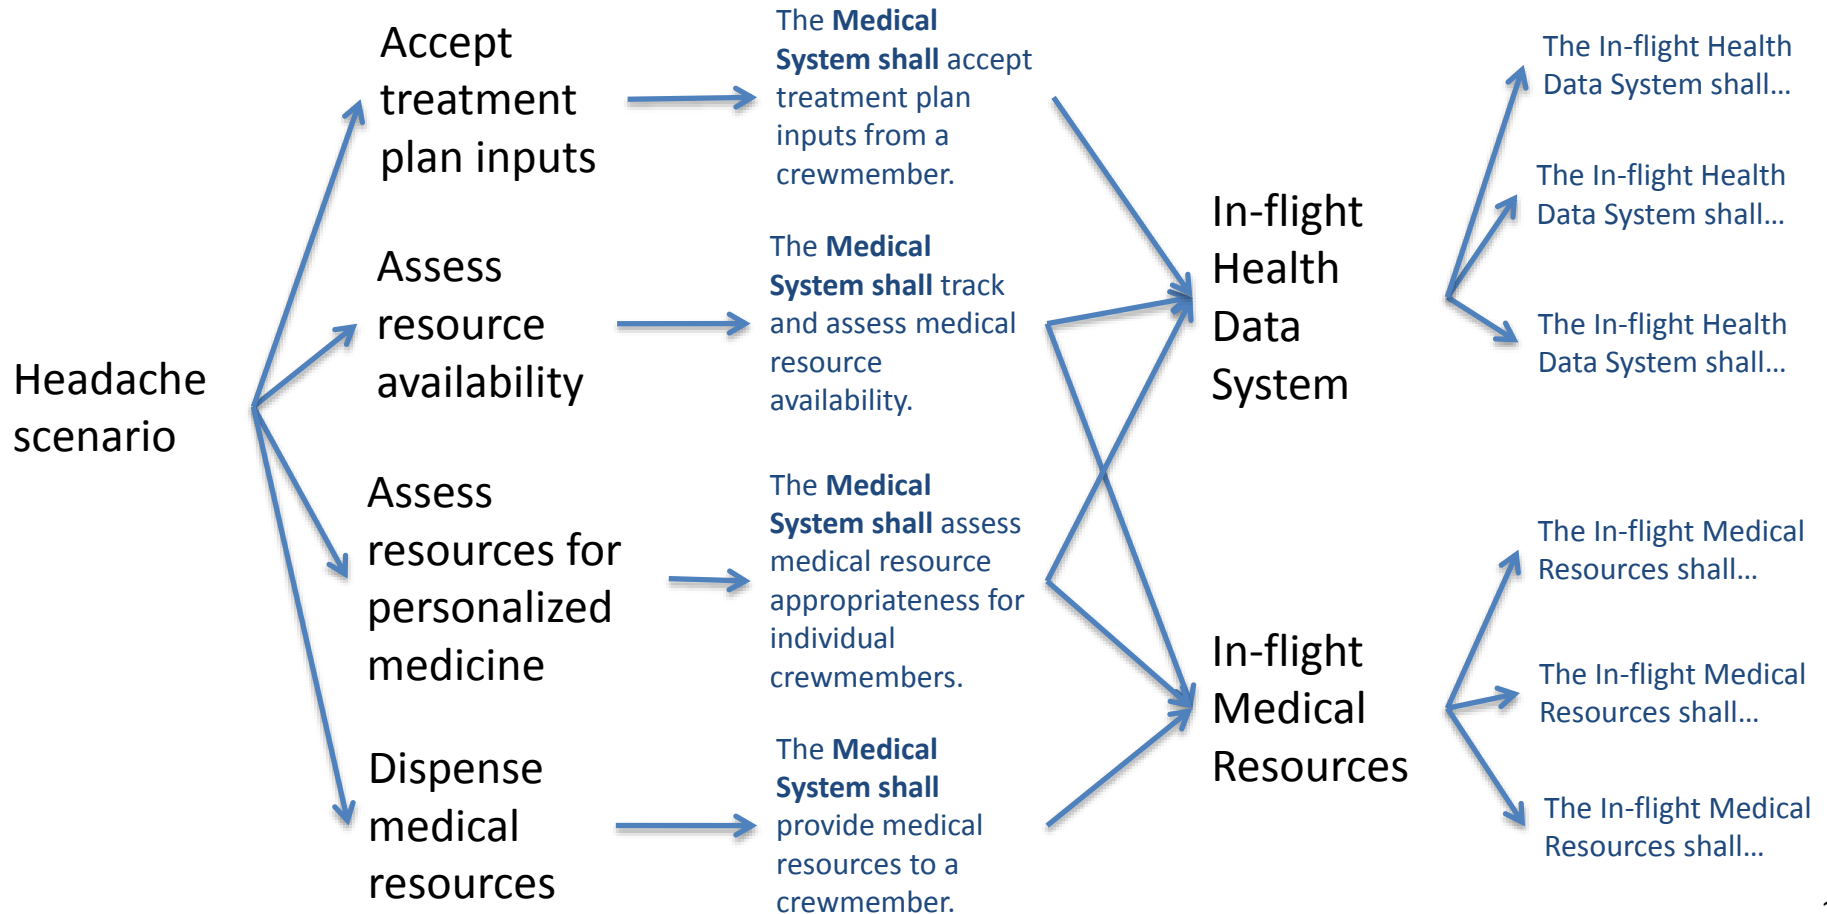 Headache
scenario
Accept
treatment
plan inputs
Assess
resource
availability
Assess
resources for
personalized
medicine
Dispense
medical
resources
The Medical
System shall accept
treatment plan
inputs from a
crewmember.
The Medical
System shall track
and assess medical
resource
availability.
The Medical
System shall assess
medical resource
appropriateness for
individual
crewmembers.
The Medical
System shall
provide medical
resources to a
crewmember.
In-flight
Health
Data
System
In-flight
Medical
Resources
The In-flight Health
Data System shall...
The In-flight Health
Data System shall...
The In-flight Health
Data System shall...
The In-flight Medical
Resources shall...
The In-flight Medical
Resources shall...
The In-flight Medical
Resources shall...